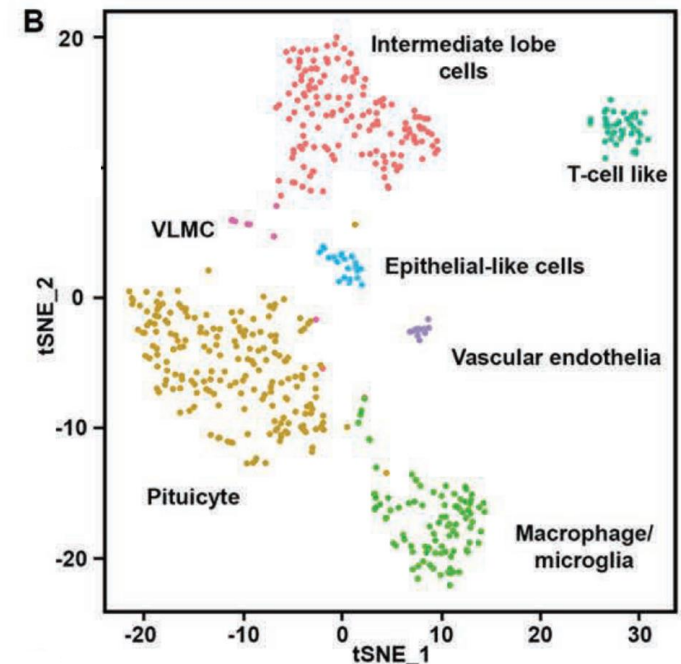 B
20
Intermediate lobe
cells
T-cell like
VLMC
Epithelial-like cells
0
tSNE_2
Vascular endothelia
-10
Pituicyte
Macrophage/
microglia
-20
-20 -10 0 10 20 30
tSNE_1